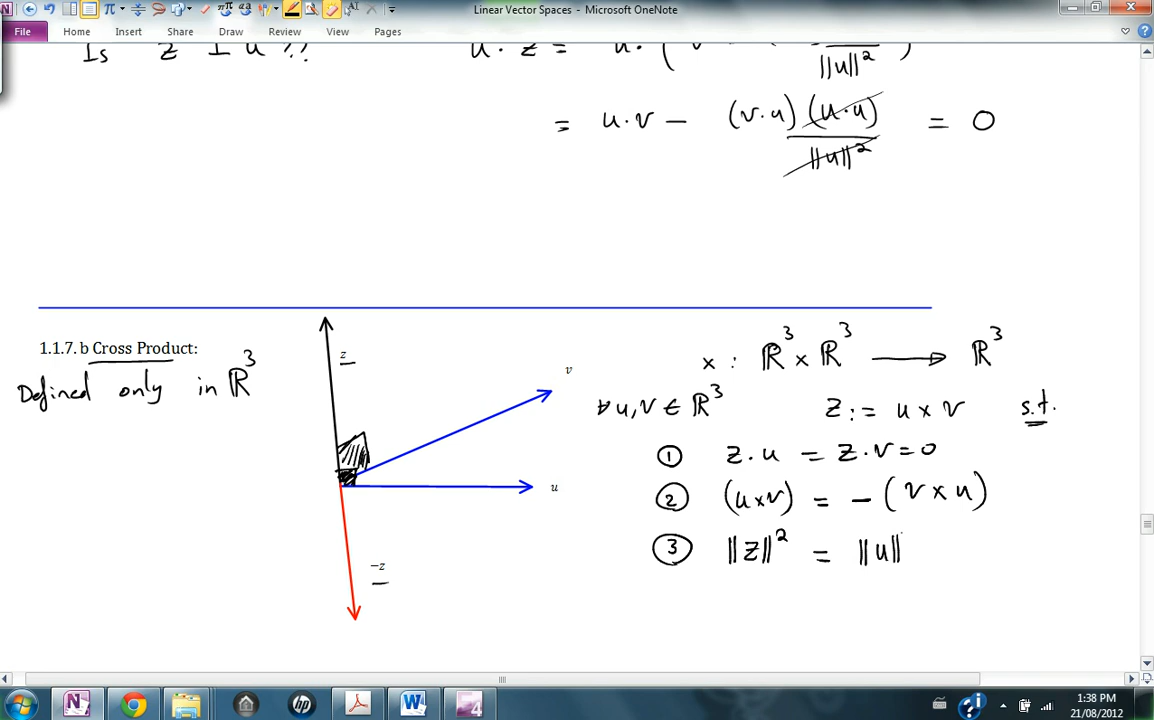 Linear Vector Spaces - Microsoft OneNote
File Home Insert Share Draw View Pages
Is z ⊥ u ?? u · z = u · (v
||u||²
= u·v − (v·u)(u·u) = 0
||u||²
1.1.7. b Cross Product:
Defined only in ℝ³
z
v
u
−z
× : ℝ³ × ℝ³ ⟶ ℝ³
∀ u, v ∈ ℝ³ z := u × v s.t.
① z · u = z · v = 0
② (u×v) = − (v × u)
③ ||z||² = ||u||
1:38 PM
21/08/2012